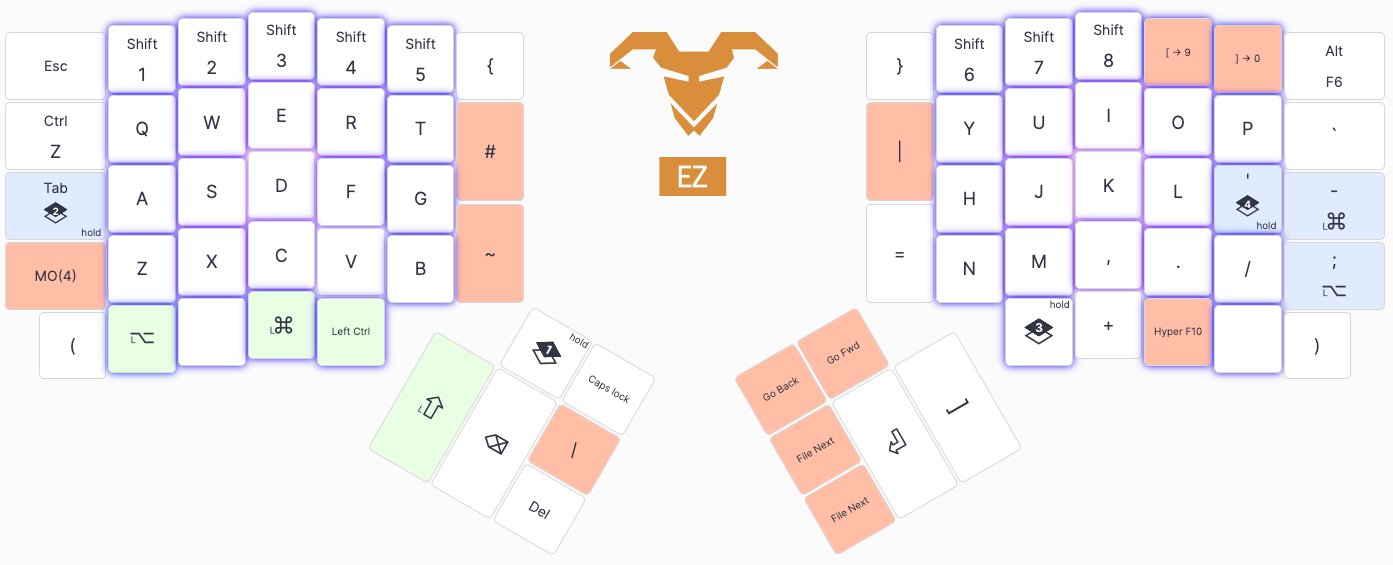 Esc
Shift
1
Shift
2
Shift
3
Shift
4
Shift
5
{
Ctrl
Z
Q
W
E
R
T
#
Tab
2
hold
A
S
D
F
G
MO(4)
Z
X
C
V
B
~
(
L⌥
L⌘
Left Ctrl
L⇧
1
hold
Caps lock
|
Del
EZ
}
Shift
6
Shift
7
Shift
8
[ → 9
] → 0
Alt
F6
|
Y
U
I
O
P
`
H
J
K
L
'
4
hold
-
L⌘
=
N
M
,
.
/
;
L⌥
hold
3
+
Hyper F10
)
Go Back
Go Fwd
File Next
File Next